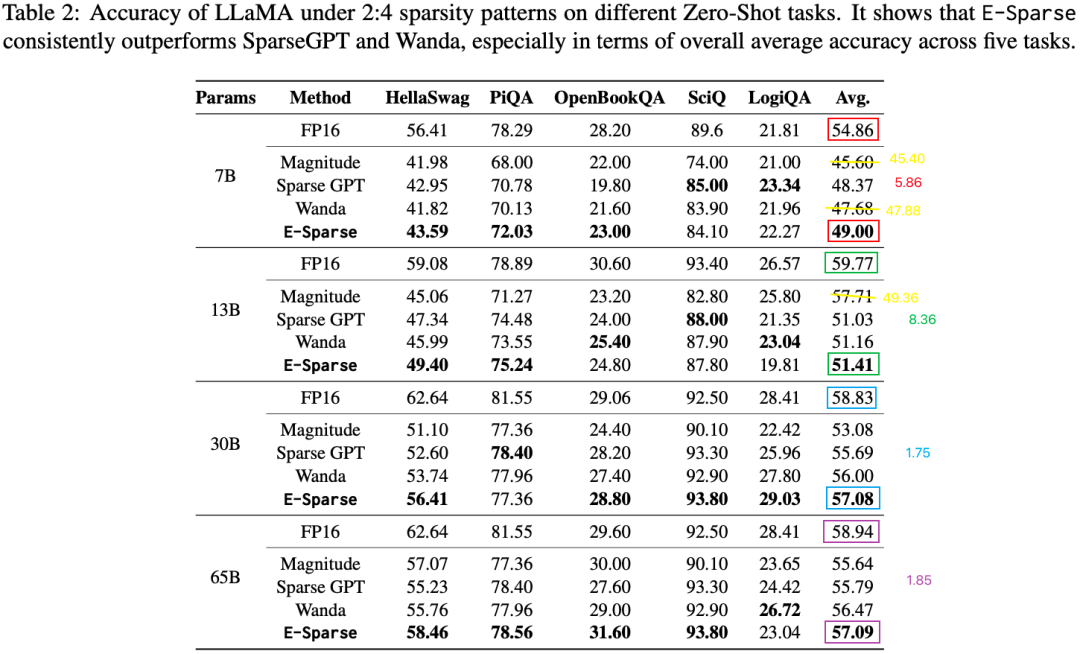 Table 2: Accuracy of LLaMA under 2:4 sparsity patterns on different Zero-Shot tasks. It shows that E-Sparse
consistently outperforms SparseGPT and Wanda, especially in terms of overall average accuracy across five tasks.
Params Method HellaSwag PiQA OpenBookQA SciQ LogiQA Avg.
FP16 56.41 78.29 28.20 89.6 21.81 54.86
Magnitude 41.98 68.00 22.00 74.00 21.00 45.60 45.40
7B
Sparse GPT 42.95 70.78 19.80 85.00 23.34 48.37 5.86
Wanda 41.82 70.13 21.60 83.90 21.96 47.68 47.88
E-Sparse 43.59 72.03 23.00 84.10 22.27 49.00
FP16 59.08 78.89 30.60 93.40 26.57 59.77
Magnitude 45.06 71.27 23.20 82.80 25.80 57.71 49.36
13B
Sparse GPT 47.34 74.48 24.00 88.00 21.35 51.03 8.36
Wanda 45.99 73.55 25.40 87.90 23.04 51.16
E-Sparse 49.40 75.24 24.80 87.80 19.81 51.41
FP16 62.64 81.55 29.06 92.50 28.41 58.83
Magnitude 51.10 77.36 24.40 90.10 22.42 53.08
30B
Sparse GPT 52.60 78.40 28.20 93.30 25.96 55.69 1.75
Wanda 53.74 77.96 27.40 92.90 27.80 56.00
E-Sparse 56.41 77.36 28.80 93.80 29.03 57.08
FP16 62.64 81.55 29.60 92.50 28.41 58.94
Magnitude 57.07 77.36 30.00 90.10 23.65 55.64
65B
Sparse GPT 55.23 78.40 27.60 93.30 24.42 55.79 1.85
Wanda 55.76 77.96 29.00 92.90 26.72 56.47
E-Sparse 58.46 78.56 31.60 93.80 23.04 57.09